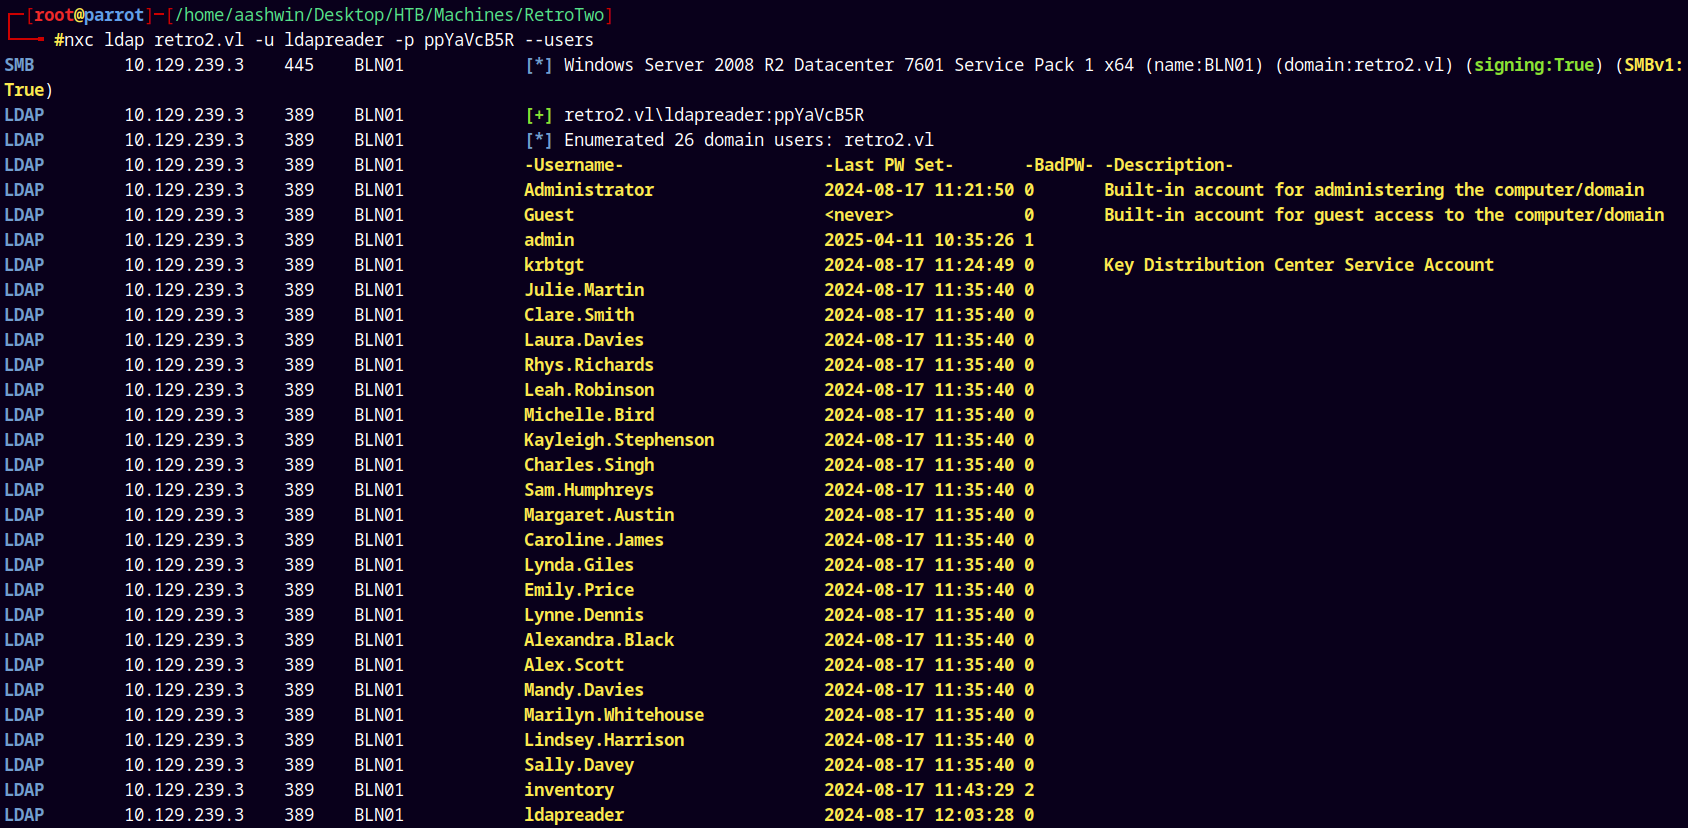 [root@parrot]─[/home/aashwin/Desktop/HTB/Machines/RetroTwo]
#nxc ldap retro2.vl -u ldapreader -p ppYaVcB5R --users
SMB 10.129.239.3 445 BLN01 [*] Windows Server 2008 R2 Datacenter 7601 Service Pack 1 x64 (name:BLN01) (domain:retro2.vl) (signing:True) (SMBv1:
True)
LDAP 10.129.239.3 389 BLN01 [+] retro2.vl\ldapreader:ppYaVcB5R
LDAP 10.129.239.3 389 BLN01 [*] Enumerated 26 domain users: retro2.vl
LDAP 10.129.239.3 389 BLN01 -Username- -Last PW Set- -BadPW- -Description-
LDAP 10.129.239.3 389 BLN01 Administrator 2024-08-17 11:21:50 0 Built-in account for administering the computer/domain
LDAP 10.129.239.3 389 BLN01 Guest <never> 0 Built-in account for guest access to the computer/domain
LDAP 10.129.239.3 389 BLN01 admin 2025-04-11 10:35:26 1
LDAP 10.129.239.3 389 BLN01 krbtgt 2024-08-17 11:24:49 0 Key Distribution Center Service Account
LDAP 10.129.239.3 389 BLN01 Julie.Martin 2024-08-17 11:35:40 0
LDAP 10.129.239.3 389 BLN01 Clare.Smith 2024-08-17 11:35:40 0
LDAP 10.129.239.3 389 BLN01 Laura.Davies 2024-08-17 11:35:40 0
LDAP 10.129.239.3 389 BLN01 Rhys.Richards 2024-08-17 11:35:40 0
LDAP 10.129.239.3 389 BLN01 Leah.Robinson 2024-08-17 11:35:40 0
LDAP 10.129.239.3 389 BLN01 Michelle.Bird 2024-08-17 11:35:40 0
LDAP 10.129.239.3 389 BLN01 Kayleigh.Stephenson 2024-08-17 11:35:40 0
LDAP 10.129.239.3 389 BLN01 Charles.Singh 2024-08-17 11:35:40 0
LDAP 10.129.239.3 389 BLN01 Sam.Humphreys 2024-08-17 11:35:40 0
LDAP 10.129.239.3 389 BLN01 Margaret.Austin 2024-08-17 11:35:40 0
LDAP 10.129.239.3 389 BLN01 Caroline.James 2024-08-17 11:35:40 0
LDAP 10.129.239.3 389 BLN01 Lynda.Giles 2024-08-17 11:35:40 0
LDAP 10.129.239.3 389 BLN01 Emily.Price 2024-08-17 11:35:40 0
LDAP 10.129.239.3 389 BLN01 Lynne.Dennis 2024-08-17 11:35:40 0
LDAP 10.129.239.3 389 BLN01 Alexandra.Black 2024-08-17 11:35:40 0
LDAP 10.129.239.3 389 BLN01 Alex.Scott 2024-08-17 11:35:40 0
LDAP 10.129.239.3 389 BLN01 Mandy.Davies 2024-08-17 11:35:40 0
LDAP 10.129.239.3 389 BLN01 Marilyn.Whitehouse 2024-08-17 11:35:40 0
LDAP 10.129.239.3 389 BLN01 Lindsey.Harrison 2024-08-17 11:35:40 0
LDAP 10.129.239.3 389 BLN01 Sally.Davey 2024-08-17 11:35:40 0
LDAP 10.129.239.3 389 BLN01 inventory 2024-08-17 11:43:29 2
LDAP 10.129.239.3 389 BLN01 ldapreader 2024-08-17 12:03:28 0